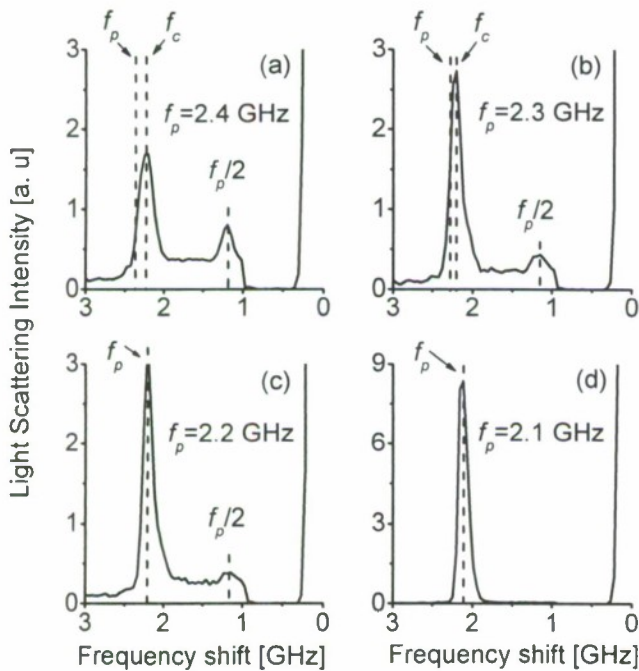 Light Scattering Intensity [a. u]
f_p f_c
(a)
f_p=2.4 GHz
f_p/2
3
2
1
0
3 2 1 0
f_p f_c
(b)
f_p=2.3 GHz
f_p/2
3
2
1
0
3 2 1 0
f_p
(c)
f_p=2.2 GHz
f_p/2
3
2
1
0
3 2 1 0
Frequency shift [GHz]
f_p
(d)
f_p=2.1 GHz
9
6
3
0
3 2 1 0
Frequency shift [GHz]